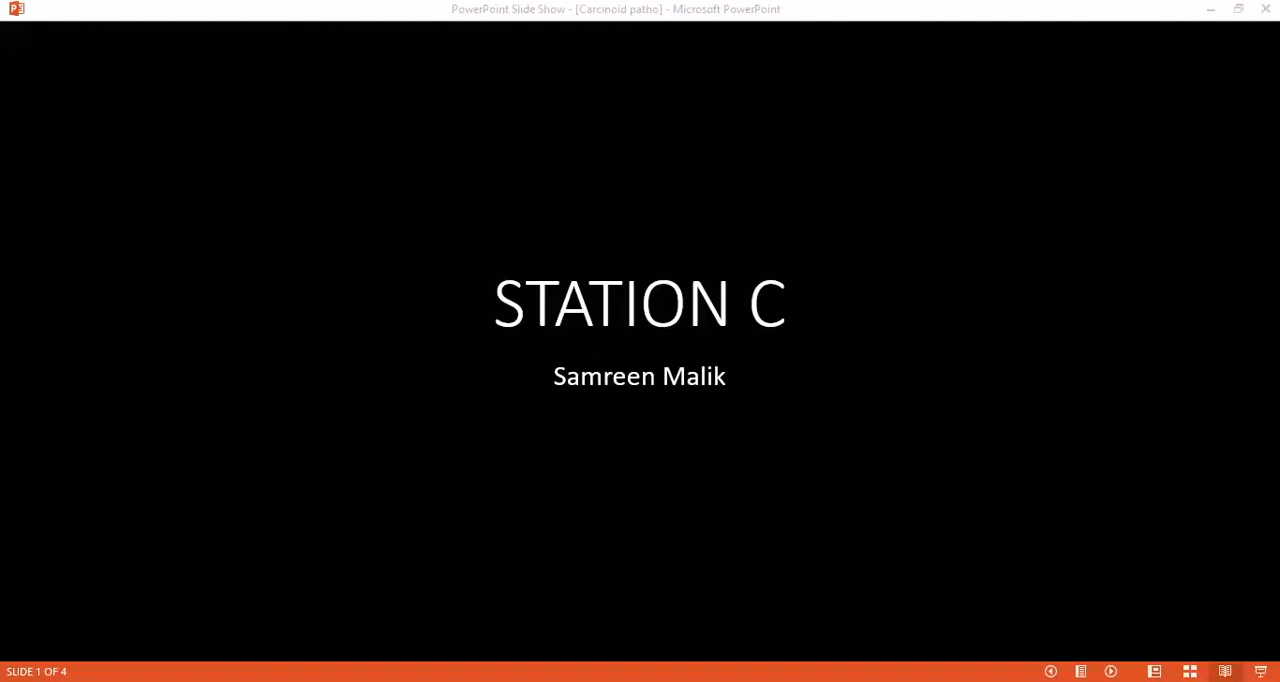 PowerPoint Slide Show - [Carcinoid patho] - Microsoft PowerPoint
STATION C
Samreen Malik
SLIDE 1 OF 4